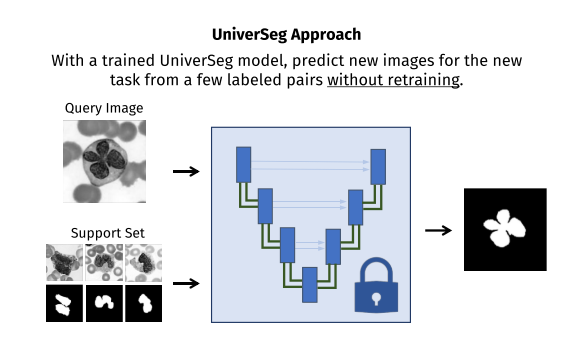 UniverSeg Approach
With a trained UniverSeg model, predict new images for the new
task from a few labeled pairs without retraining.
Query Image
Support Set